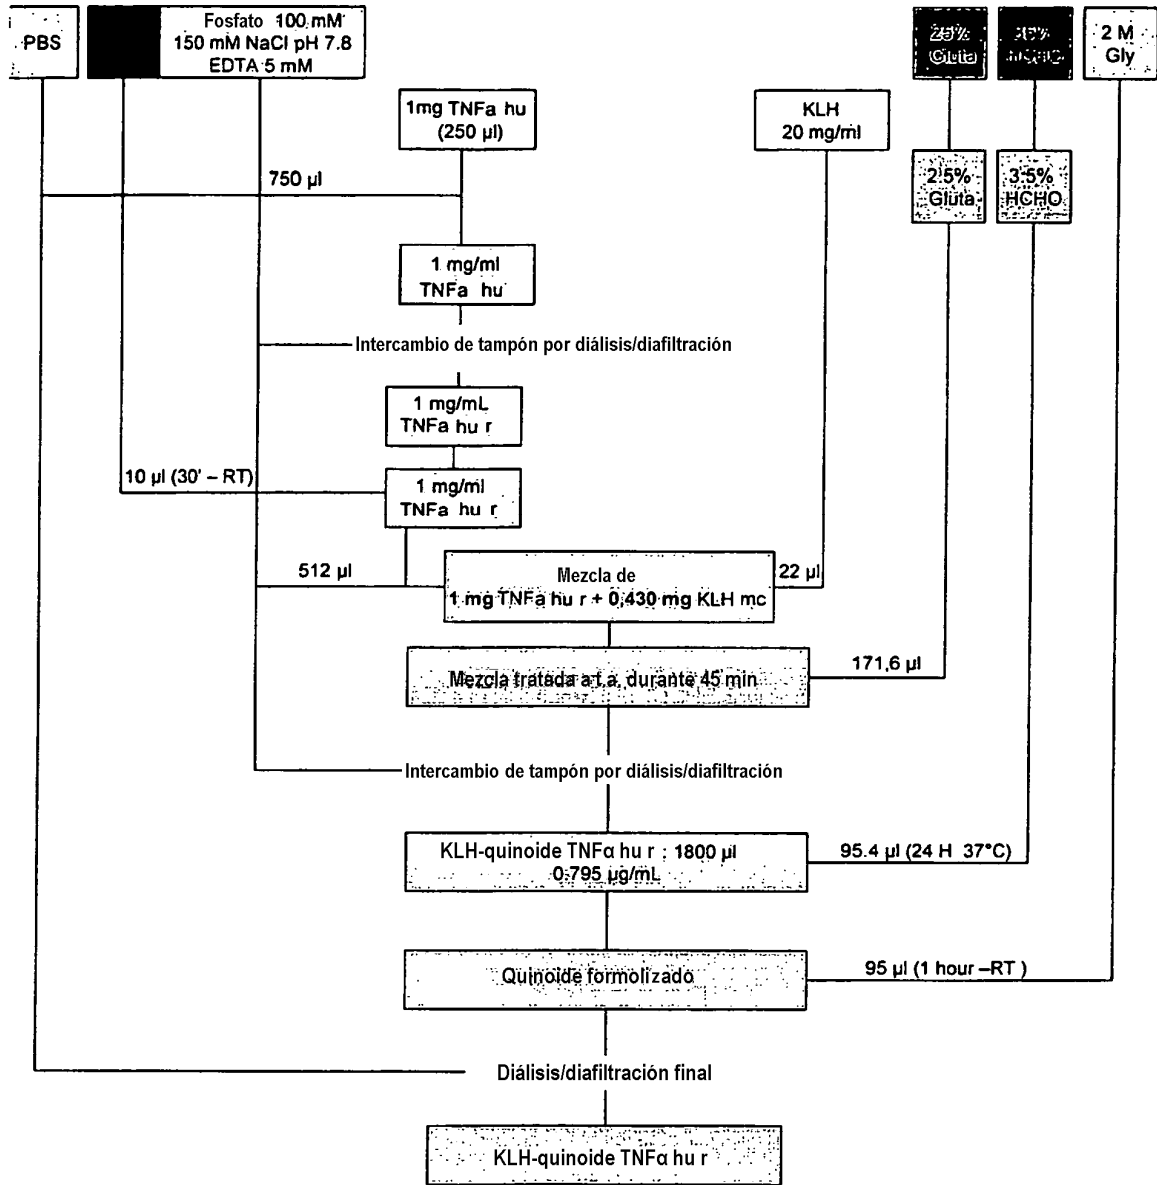 PBS
Fosfato 100 mM
150 mM NaCl pH 7.8
EDTA 5 mM
25%
Gluta
2 M
Gly
1mg TNFa hu
(250 µl)
KLH
20 mg/ml
2.5%
Gluta
3.5%
HCHO
750 µl
1 mg/ml
TNFa hu
Intercambio de tampón por diálisis/diafiltración
1 mg/mL
TNFa hu r
10 µl (30' – RT)
1 mg/ml
TNFa hu r
512 µl
Mezcla de
1 mg TNFa hu r + 0,430 mg KLH mc
22 µl
Mezcla tratada a t.a. durante 45 min
171,6 µl
Intercambio de tampón por diálisis/diafiltración
KLH-quinoide TNFα hu r : 1800 µl
0.795 µg/mL
95.4 µl (24 H 37°C)
Quinoide formolizado
95 µl (1 hour –RT )
Diálisis/diafiltración final
KLH-quinoide TNFα hu r